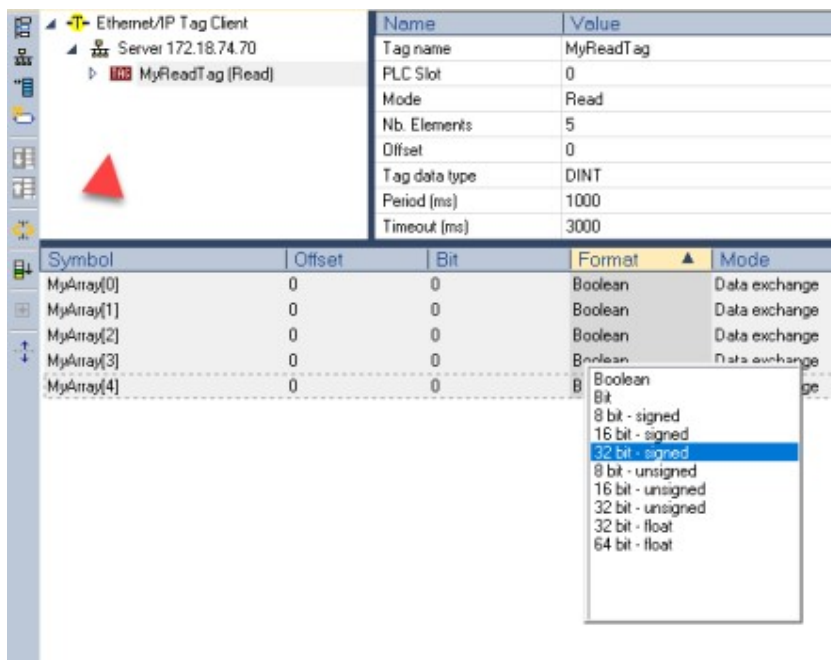 -T- Ethernet/IP Tag Client
Server 172.18.74.70
TAG MyReadTag (Read)
Name Value
Tag name MyReadTag
PLC Slot 0
Mode Read
Nb. Elements 5
Offset 0
Tag data type DINT
Period (ms) 1000
Timeout (ms) 3000
Symbol Offset Bit Format Mode
MyArray[0] 0 0 Boolean Data exchange
MyArray[1] 0 0 Boolean Data exchange
MyArray[2] 0 0 Boolean Data exchange
MyArray[3] 0 0 Boolean Data exchange
MyArray[4] 0 0 B ge
Boolean
Bit
8 bit - signed
16 bit - signed
32 bit - signed
8 bit - unsigned
16 bit - unsigned
32 bit - unsigned
32 bit - float
64 bit - float